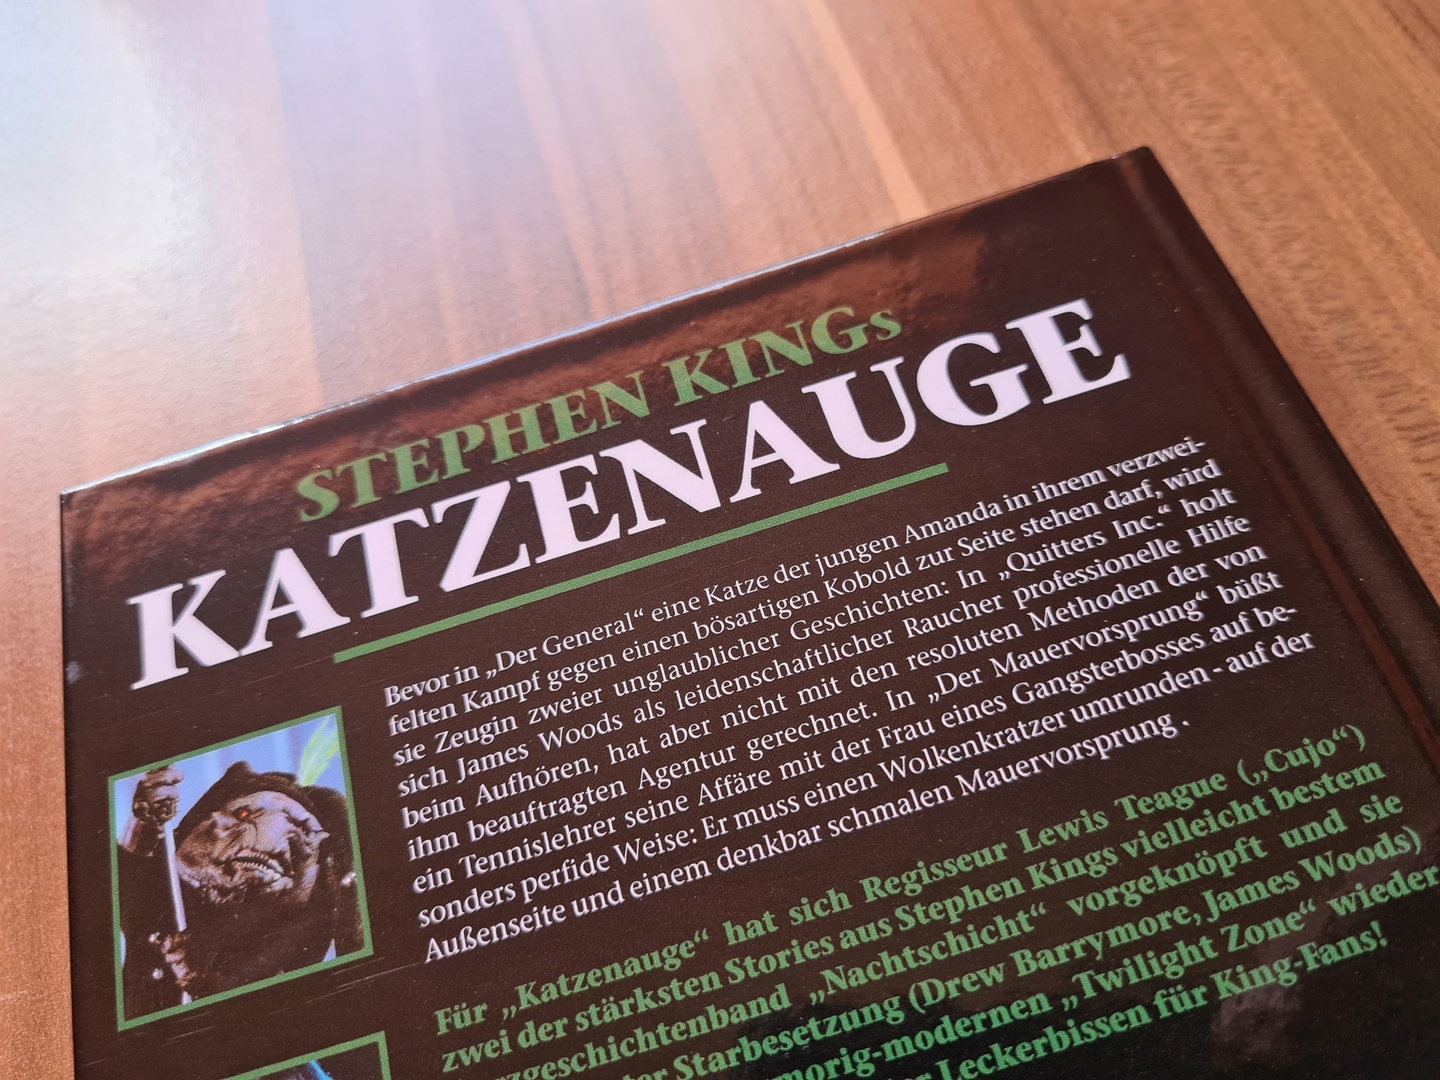 STEPHEN KINGs
KATZENAUGE
Bevor in „Der General“ eine Katze der jungen Amanda in ihrem verzwei-
felten Kampf gegen einen bösartigen Kobold zur Seite stehen darf, wird
sie Zeugin zweier unglaublicher Geschichten: In „Quitters Inc.“ holt
sich James Woods als leidenschaftlicher Raucher professionelle Hilfe
beim Aufhören, hat aber nicht mit den resoluten Methoden der von
ihm beauftragten Agentur gerechnet. In „Der Mauervorsprung“ büßt
ein Tennislehrer seine Affäre mit der Frau eines Gangsterbosses auf be-
sonders perfide Weise: Er muss einen Wolkenkratzer umrunden - auf der
Außenseite und einem denkbar schmalen Mauervorsprung .
Für „Katzenauge“ hat sich Regisseur Lewis Teague („Cujo“)
zwei der stärksten Stories aus Stephen Kings vielleicht bestem
„Nachtschicht“ vorgeknöpft und sie
Starbesetzung (Drew Barrymore, James Woods)
„Twilight Zone“ wieder
Leckerbissen für King-Fans!